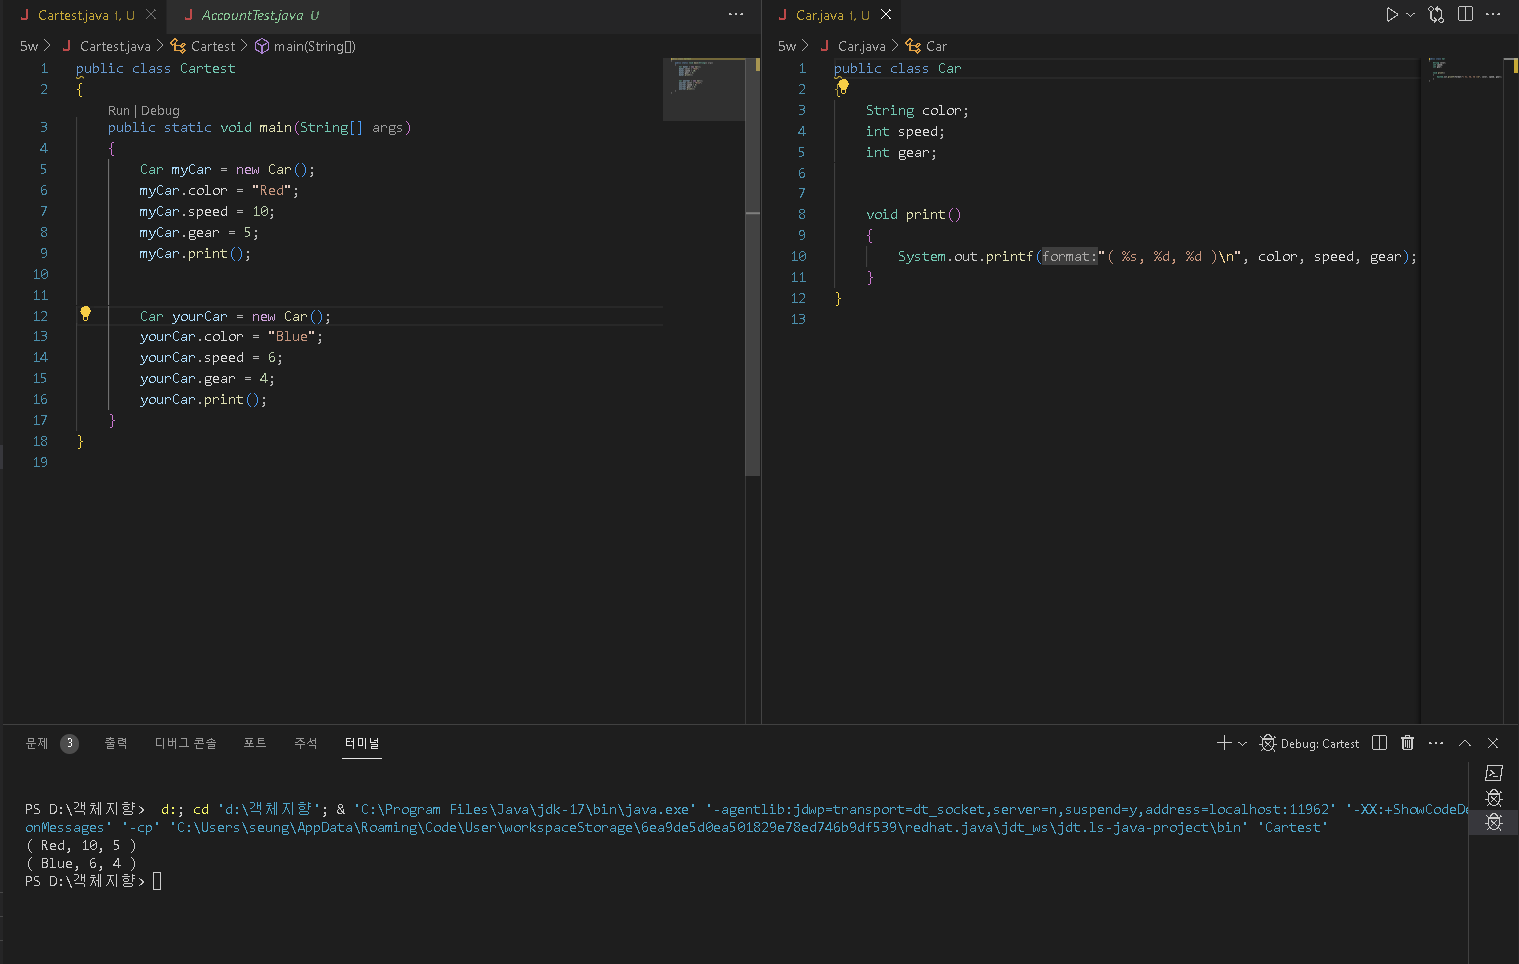 Cartest.java 1, U
AccountTest.java U
5w > Cartest.java > Cartest > main(String[])
1 public class Cartest
2 {
Run | Debug
3 public static void main(String[] args)
4 {
5 Car myCar = new Car();
6 myCar.color = "Red";
7 myCar.speed = 10;
8 myCar.gear = 5;
9 myCar.print();
10
11
12 Car yourCar = new Car();
13 yourCar.color = "Blue";
14 yourCar.speed = 6;
15 yourCar.gear = 4;
16 yourCar.print();
17 }
18 }
19
Car.java 1, U
5w > Car.java > Car
1 public class Car
2 {
3 String color;
4 int speed;
5 int gear;
6
7
8 void print()
9 {
10 System.out.printf(format:"( %s, %d, %d )\n", color, speed, gear);
11 }
12 }
13
문제 3 출력 디버그 콘솔 포트 주석 터미널
Debug: Cartest
PS D:\객체지향> d:; cd 'd:\객체지향'; & 'C:\Program Files\Java\jdk-17\bin\java.exe' '-agentlib:jdwp=transport=dt_socket,server=n,suspend=y,address=localhost:11962' '-XX:+ShowCodeDe
onMessages' '-cp' 'C:\Users\seung\AppData\Roaming\Code\User\workspaceStorage\6ea9de5d0ea501829e78ed746b9df539\redhat.java\jdt_ws\jdt.ls-java-project\bin' 'Cartest'
( Red, 10, 5 )
( Blue, 6, 4 )
PS D:\객체지향>